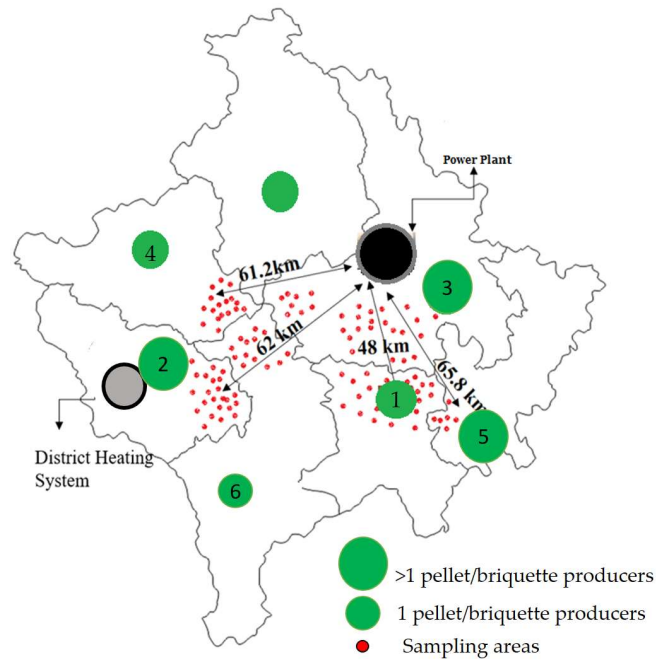 Power Plant
4
61.2km
3
62 km
48 km
2
65.8 km
1
5
District Heating
System
6
>1 pellet/briquette producers
1 pellet/briquette producers
Sampling areas